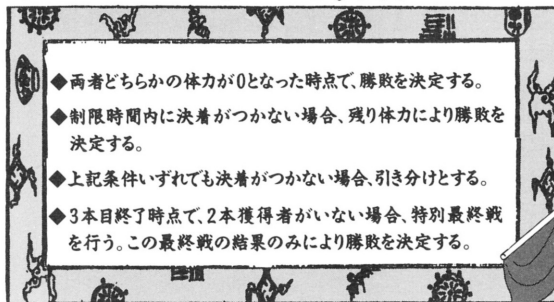 ◆両者どちらかの体力が0となった時点で、勝敗を決定する。
◆制限時間内に決着がつかない場合、残り体力により勝敗を
決定する。
◆上記条件いずれでも決着がつかない場合、引き分けとする。
◆3本目終了時点で、2本獲得者がいない場合、特別最終戦
を行う。この最終戦の結果のみにより勝敗を決定する。